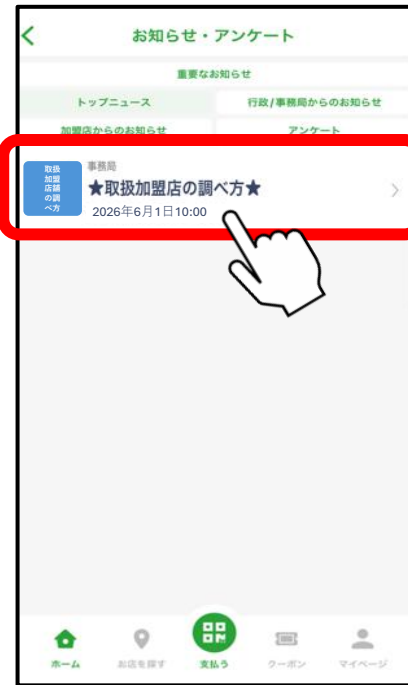 お知らせ・アンケート
重要なお知らせ
トップニュース
行政/事務局からのお知らせ
加盟店からのお知らせ
アンケート
取扱
加盟
店舗
の調
べ方
事務局
★取扱加盟店の調べ方★
2026年6月1日10:00
ホーム
お店を探す
支払う
クーポン
マイページ